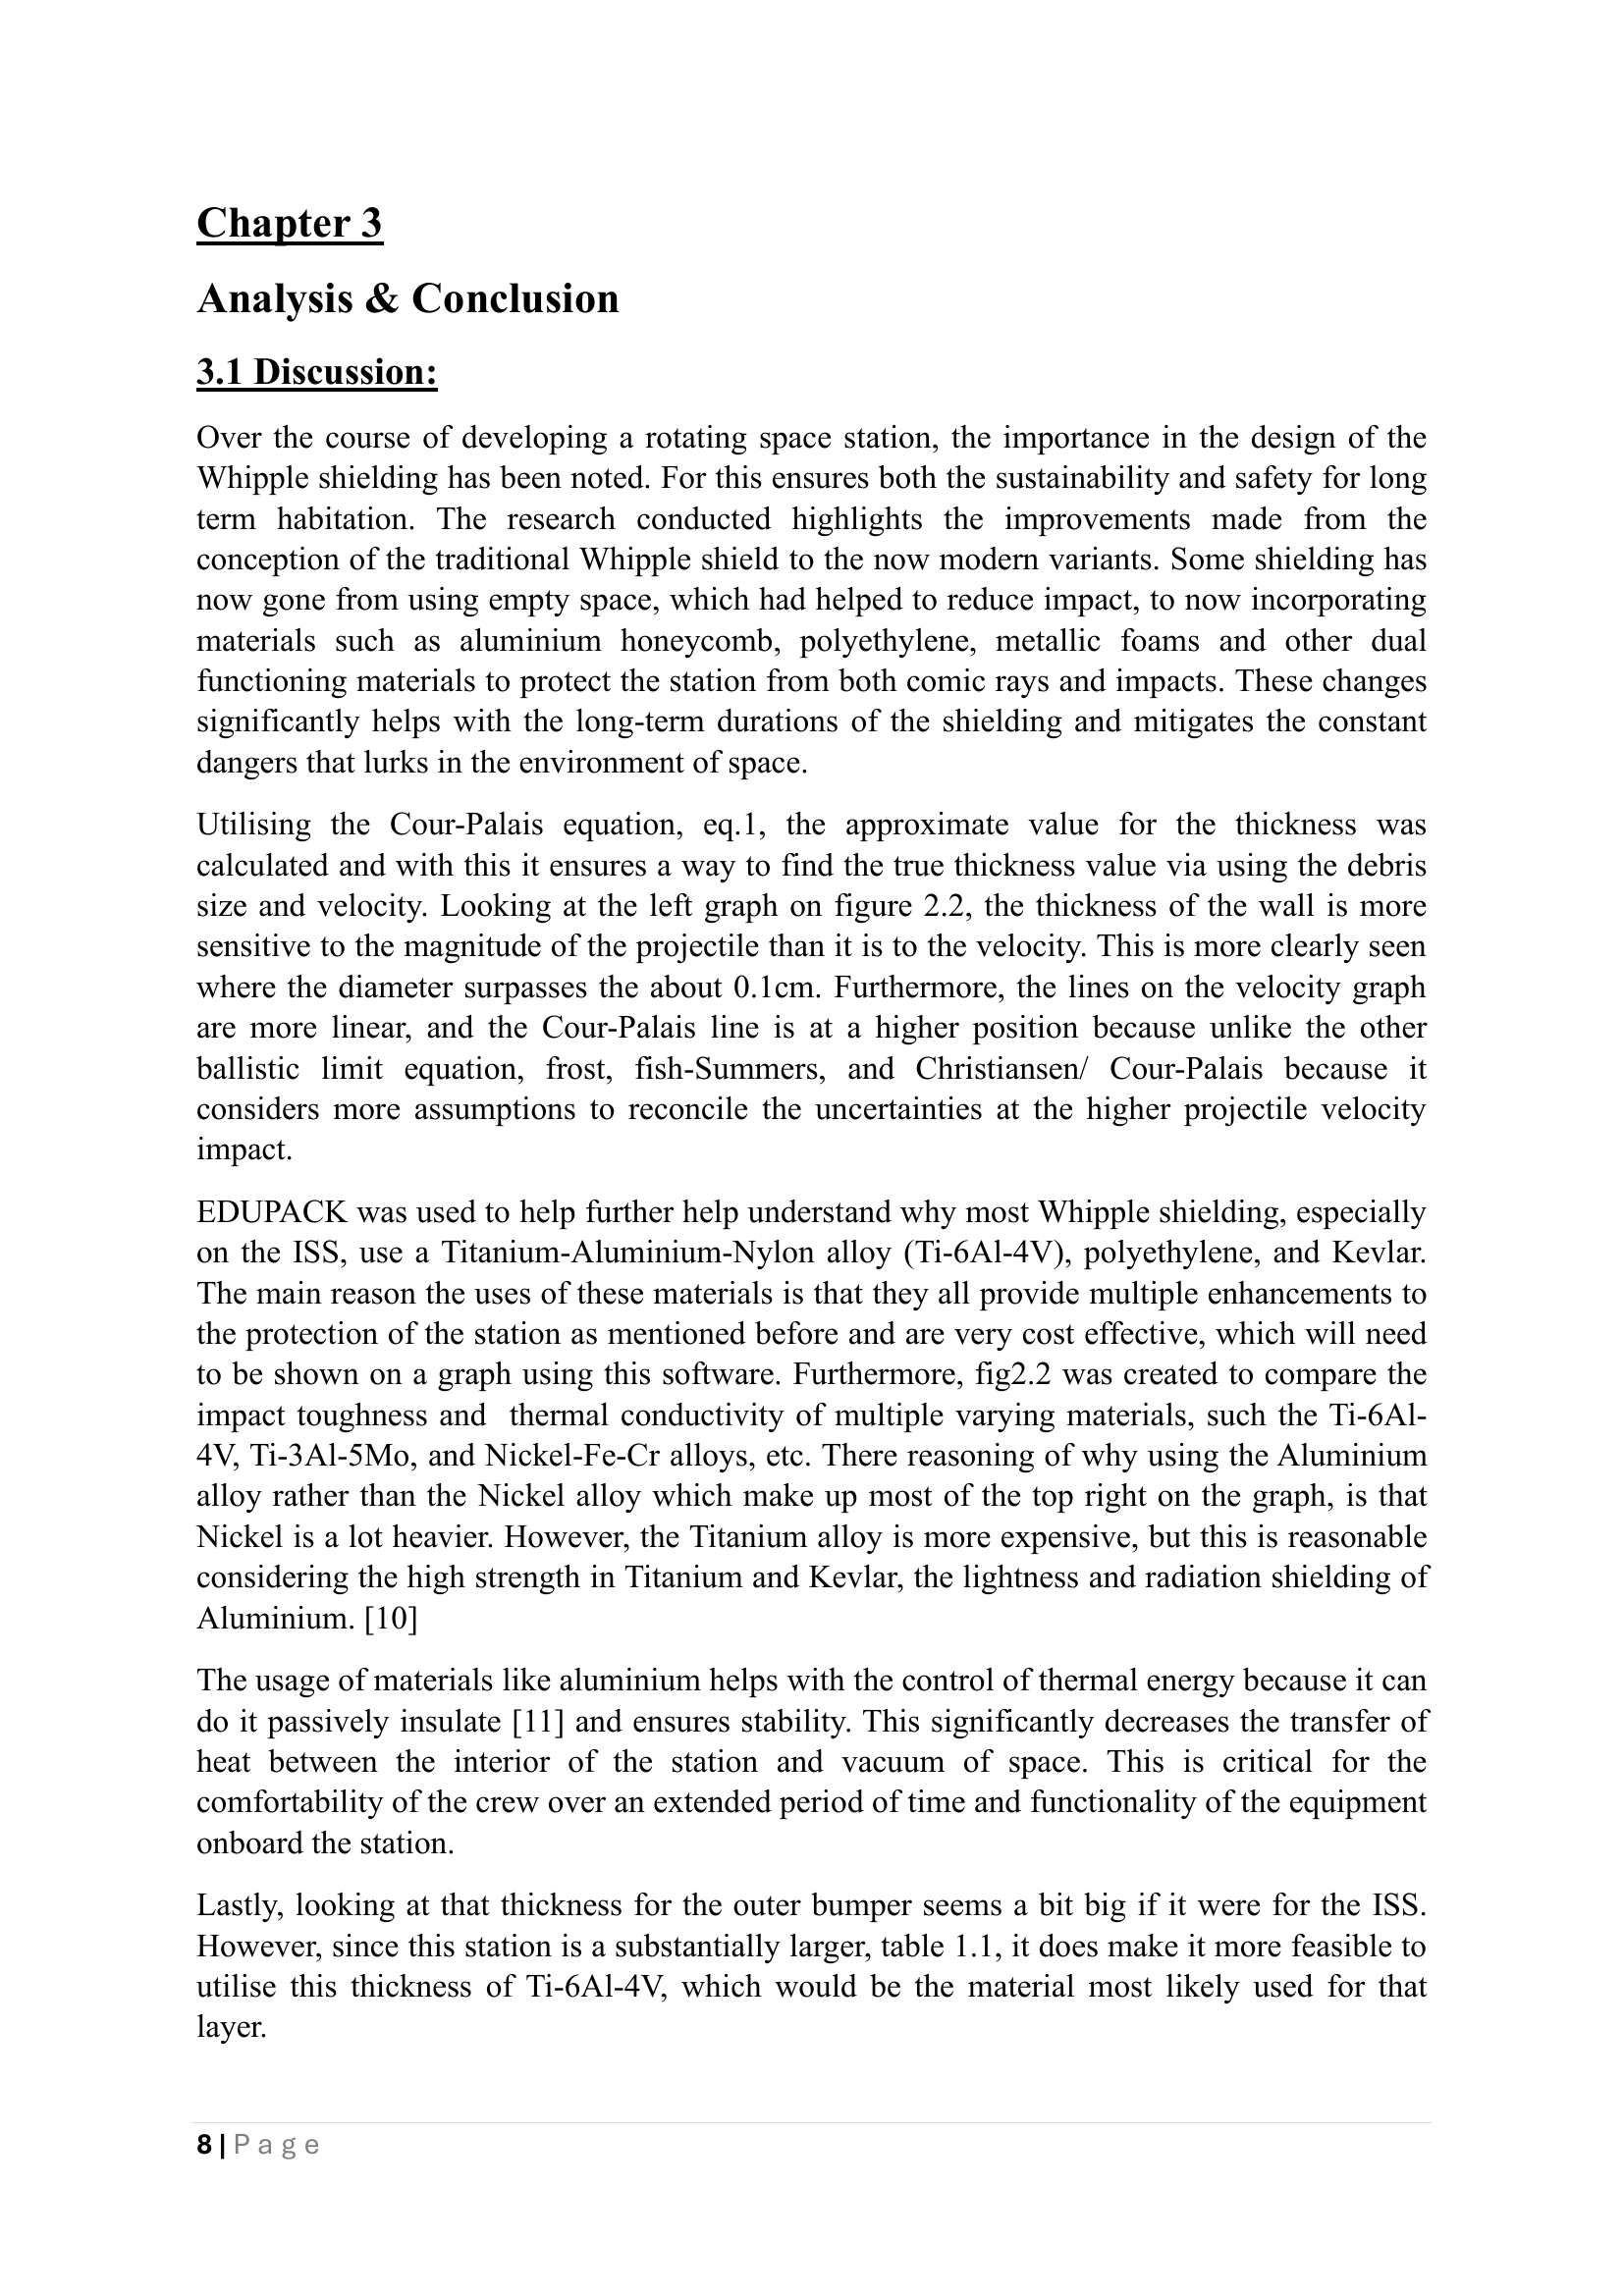 Chapter 3
Analysis & Conclusion
3.1 Discussion:
Over the course of developing a rotating space station, the importance in the design of the
Whipple shielding has been noted. For this ensures both the sustainability and safety for long
term habitation. The research conducted highlights the improvements made from the
conception of the traditional Whipple shield to the now modern variants. Some shielding has
now gone from using empty space, which had helped to reduce impact, to now incorporating
materials such as aluminium honeycomb, polyethylene, metallic foams and other dual
functioning materials to protect the station from both comic rays and impacts. These changes
significantly helps with the long-term durations of the shielding and mitigates the constant
dangers that lurks in the environment of space.
Utilising the Cour-Palais equation, eq.1, the approximate value for the thickness was
calculated and with this it ensures a way to find the true thickness value via using the debris
size and velocity. Looking at the left graph on figure 2.2, the thickness of the wall is more
sensitive to the magnitude of the projectile than it is to the velocity. This is more clearly seen
where the diameter surpasses the about 0.1cm. Furthermore, the lines on the velocity graph
are more linear, and the Cour-Palais line is at a higher position because unlike the other
ballistic limit equation, frost, fish-Summers, and Christiansen/ Cour-Palais because it
considers more assumptions to reconcile the uncertainties at the higher projectile velocity
impact.
EDUPACK was used to help further help understand why most Whipple shielding, especially
on the ISS, use a Titanium-Aluminium-Nylon alloy (Ti-6Al-4V), polyethylene, and Kevlar.
The main reason the uses of these materials is that they all provide multiple enhancements to
the protection of the station as mentioned before and are very cost effective, which will need
to be shown on a graph using this software. Furthermore, fig2.2 was created to compare the
impact toughness and  thermal conductivity of multiple varying materials, such the Ti-6Al-
4V, Ti-3Al-5Mo, and Nickel-Fe-Cr alloys, etc. There reasoning of why using the Aluminium
alloy rather than the Nickel alloy which make up most of the top right on the graph, is that
Nickel is a lot heavier. However, the Titanium alloy is more expensive, but this is reasonable
considering the high strength in Titanium and Kevlar, the lightness and radiation shielding of
Aluminium. [10]
The usage of materials like aluminium helps with the control of thermal energy because it can
do it passively insulate [11] and ensures stability. This significantly decreases the transfer of
heat between the interior of the station and vacuum of space. This is critical for the
comfortability of the crew over an extended period of time and functionality of the equipment
onboard the station.
Lastly, looking at that thickness for the outer bumper seems a bit big if it were for the ISS.
However, since this station is a substantially larger, table 1.1, it does make it more feasible to
utilise this thickness of Ti-6Al-4V, which would be the material most likely used for that
layer.
8 | Page